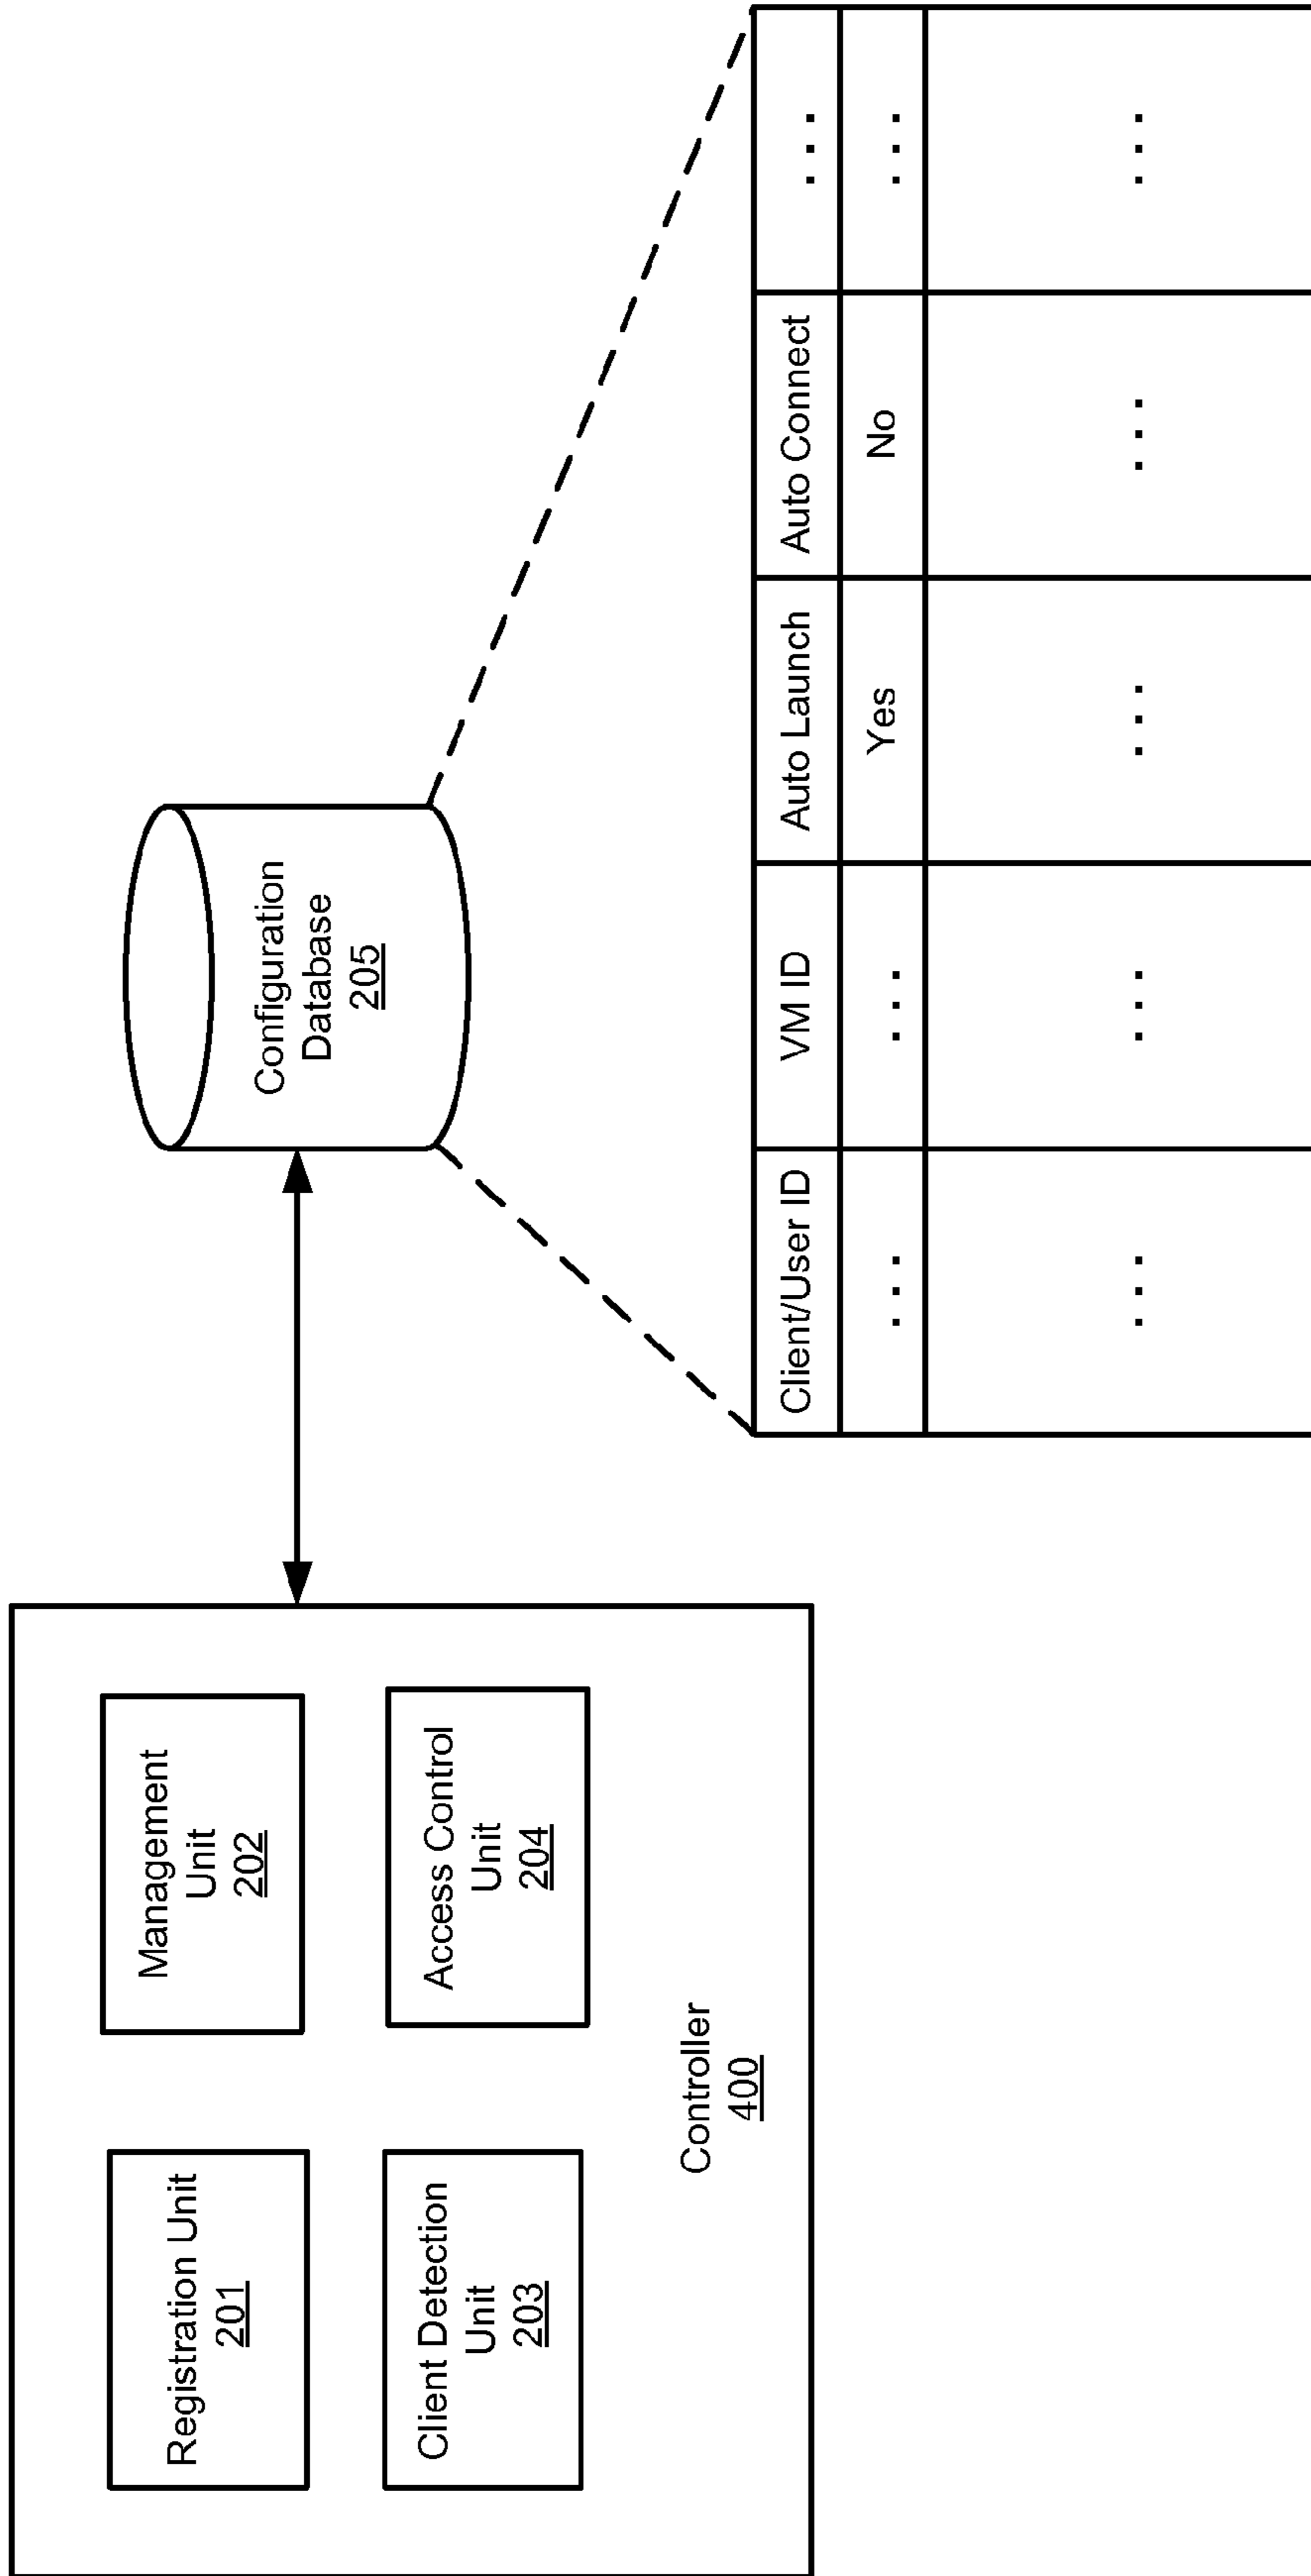 Registration Unit
201
Management
Unit
202
Client Detection
Unit
203
Access Control
Unit
204
Controller
400
Configuration
Database
205
Client/User ID
VM ID
Auto Launch
Auto Connect
...
...
...
Yes
No
...
...
...
...
...
...